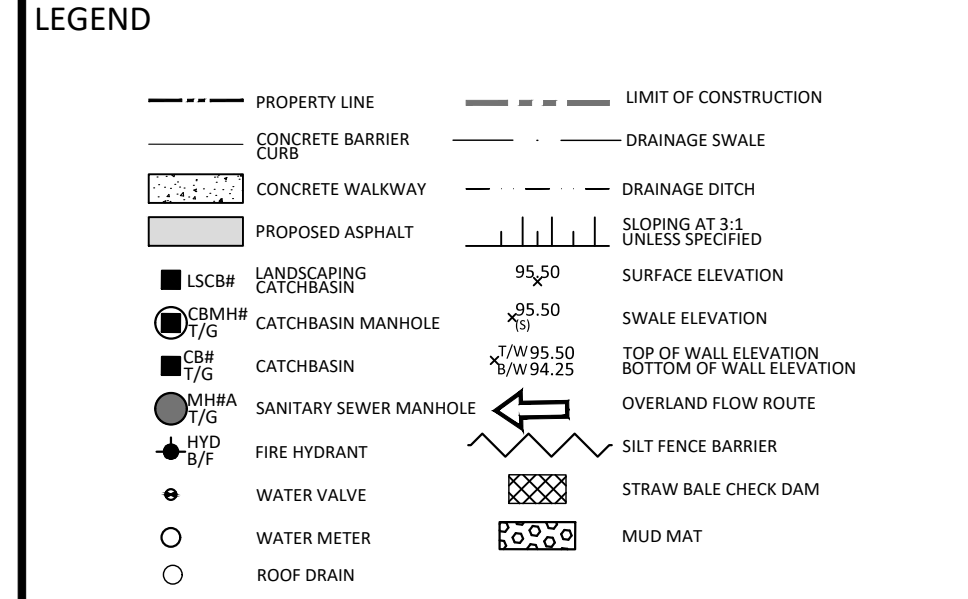 LEGEND
PROPERTY LINE
CONCRETE BARRIER
CURB
CONCRETE WALKWAY
PROPOSED ASPHALT
LSCB#
LANDSCAPING
CATCHBASIN
CBMH#
T/G
CATCHBASIN MANHOLE
CB#
T/G
CATCHBASIN
MH#A
T/G
SANITARY SEWER MANHOLE
HYD
B/F
FIRE HYDRANT
WATER VALVE
WATER METER
ROOF DRAIN
LIMIT OF CONSTRUCTION
DRAINAGE SWALE
DRAINAGE DITCH
SLOPING AT 3:1
UNLESS SPECIFIED
95.50
SURFACE ELEVATION
95.50
(S)
SWALE ELEVATION
T/W 95.50
B/W 94.25
TOP OF WALL ELEVATION
BOTTOM OF WALL ELEVATION
OVERLAND FLOW ROUTE
SILT FENCE BARRIER
STRAW BALE CHECK DAM
MUD MAT